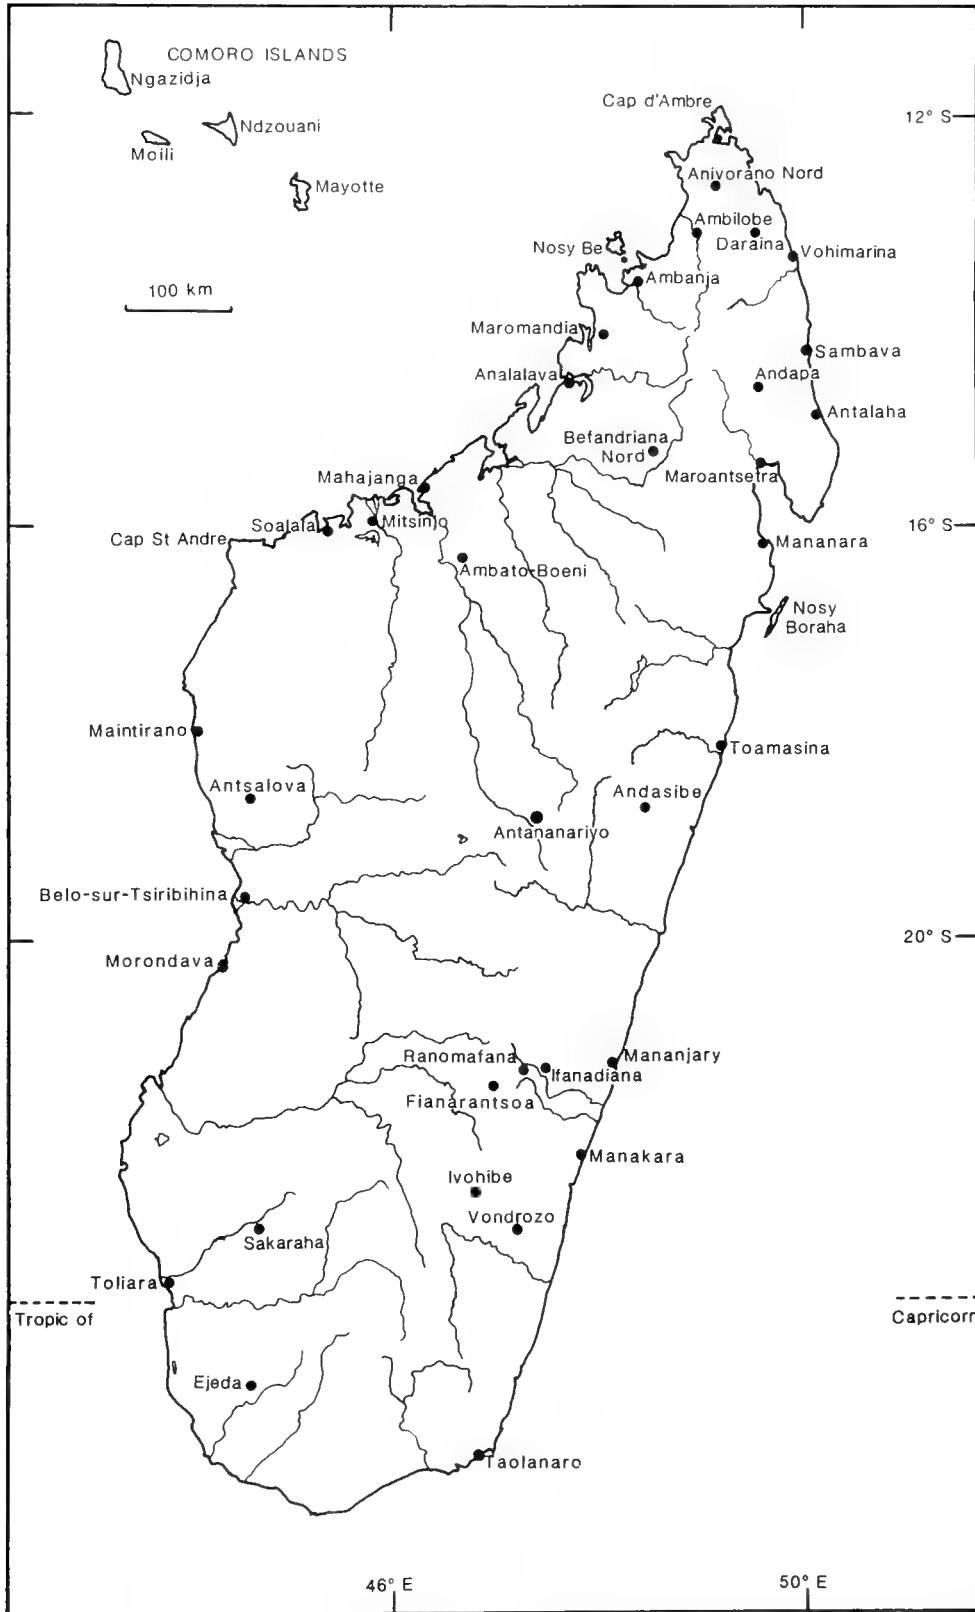 COMORO ISLANDS
Ngazidja
Ndzouani
Moili
Mayotte
100 km
Cap d'Ambre
12° S
Anivorano Nord
Ambilobe
Daraina
Vohimarina
Nosy Be
Ambanja
Maromandia
Sambava
Analalava
Andapa
Antalaha
Befandriana
Nord
Maroantsetra
Mahajanga
Soalala
Mitsinjo
16° S
Cap St Andre
Mananara
Ambato-Boeni
Nosy
Boraha
Maintirano
Toamasina
Antsalova
Andasibe
Antananarivo
Belo-sur-Tsiribihina
20° S
Morondava
Ranomafana
Mananjary
Ifanadiana
Fianarantsoa
Manakara
Ivohibe
Vondrozo
Sakaraha
Toliara
Tropic of
Capricorn
Ejeda
Taolanaro
46° E
50° E